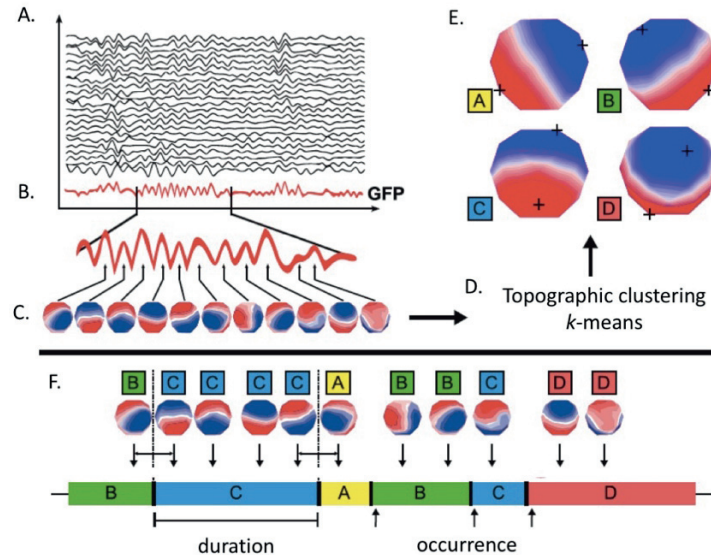 A.
E.
A
B
B.
GFP
C
D
C.
D.
Topographic clustering
k-means
F.
B C C C C A B B C D D
B C A B C D
duration occurrence